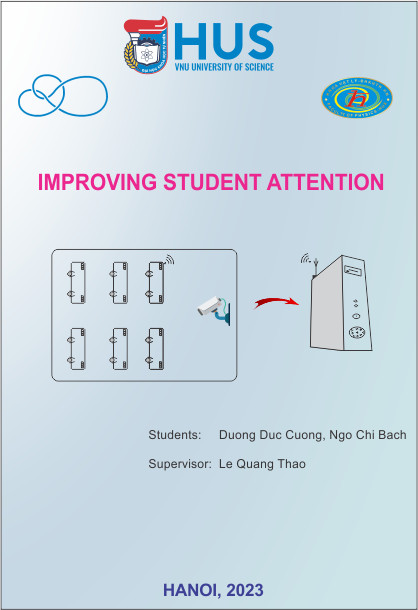 HUS
VNU UNIVERSITY OF SCIENCE
IMPROVING STUDENT ATTENTION
Students: Duong Duc Cuong, Ngo Chi Bach
Supervisor: Le Quang Thao
HANOI, 2023